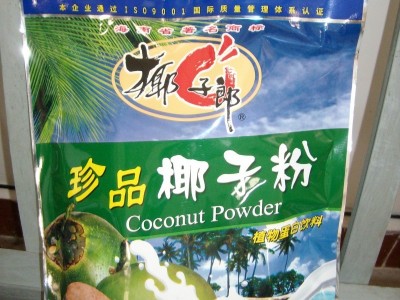 本企业通过ISO9001国际质量管理体系认证
海南省著名商标
椰子郎®
珍品椰子粉
Coconut Powder
植物蛋白饮料